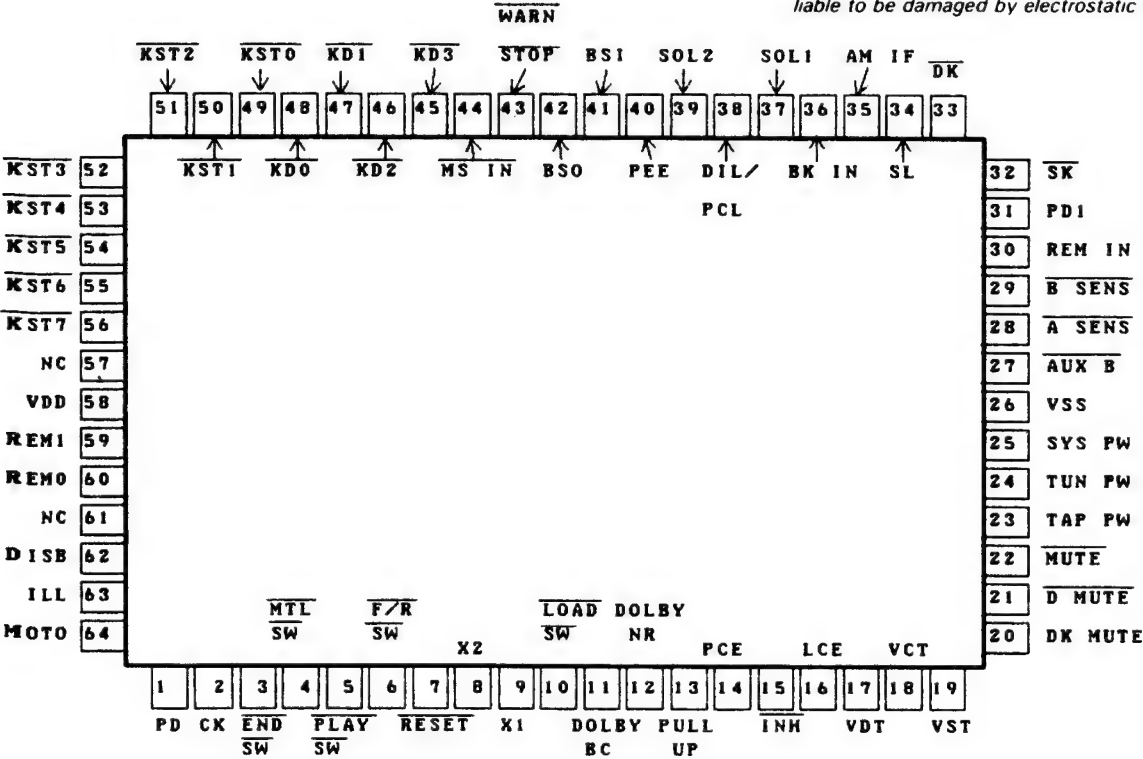 liable to be damaged by electrostatic
WARN
KST2 KST0 KD1 KD3 STOP BSI SOL2 SOL1 AM IF DK
51 50 49 48 47 46 45 44 43 42 41 40 39 38 37 36 35 34 33
KST1 KD0 KD2 MS IN BSO PEE DIL/ BK IN SL
PCL
KST3 52 32 SK
KST4 53 31 PD1
KST5 54 30 REM IN
KST6 55 29 B SENS
KST7 56 28 A SENS
NC 57 27 AUX B
VDD 58 26 VSS
REM1 59 25 SYS PW
REM0 60 24 TUN PW
NC 61 23 TAP PW
DISB 62 22 MUTE
ILL 63 21 D MUTE
MOTO 64 20 DK MUTE
MTL F/R LOAD DOLBY
SW SW SW NR
X2 PCE LCE VCT
1 2 3 4 5 6 7 8 9 10 11 12 13 14 15 16 17 18 19
PD CK END PLAY RESET X1 DOLBY PULL INH VDT VST
SW SW BC UP